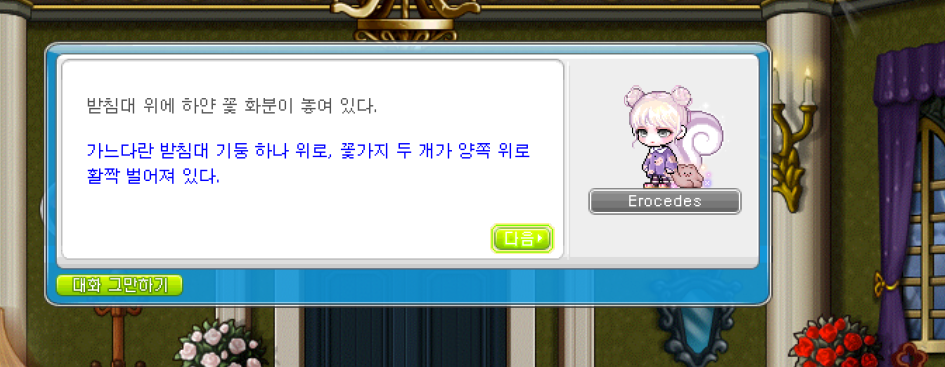 받침대 위에 하얀 꽃 화분이 놓여 있다.
가느다란 받침대 기둥 하나 위로, 꽃가지 두 개가 양쪽 위로
활짝 벌어져 있다.
Erocedes
다음
대화 그만하기